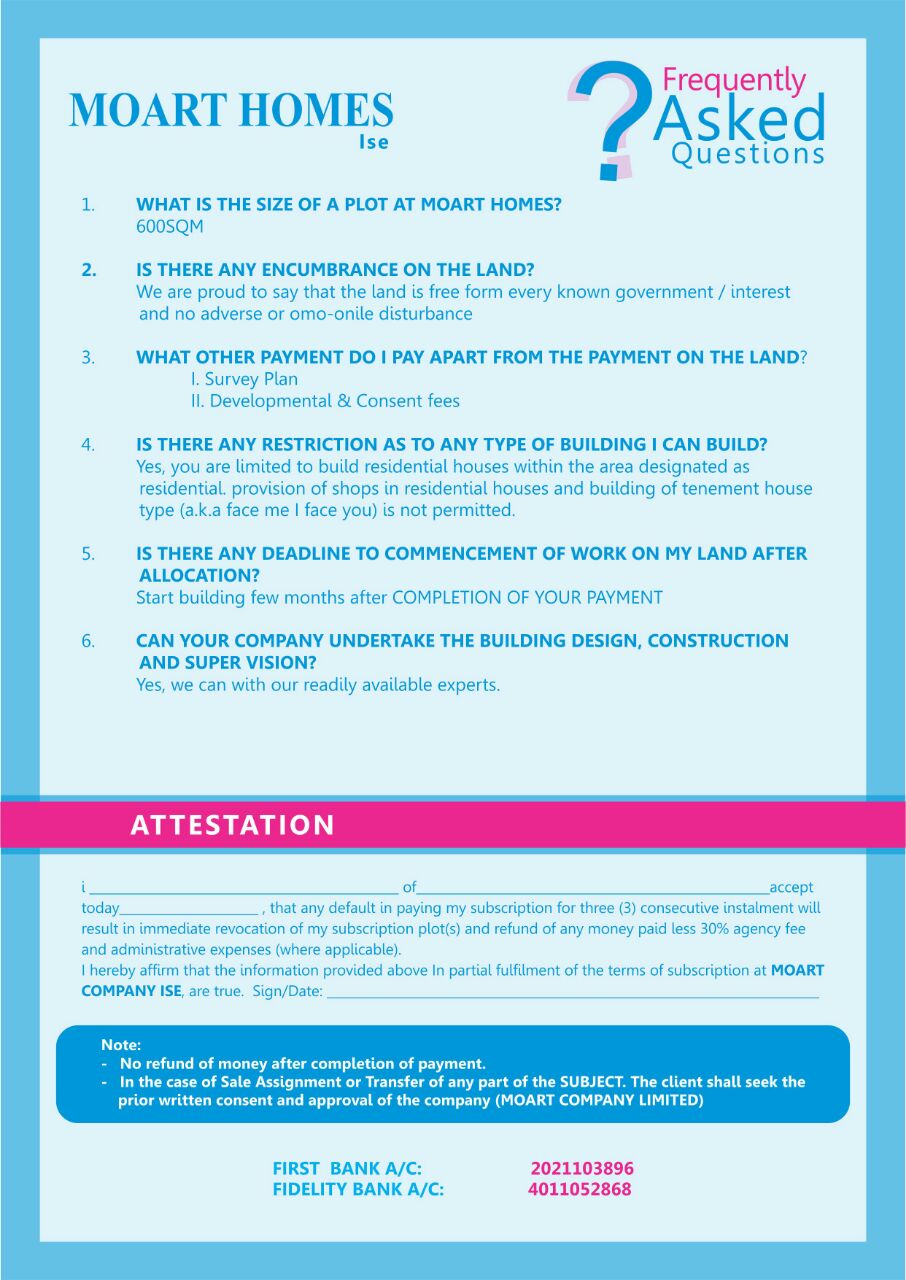 MOART HOMES
Ise
Frequently
Asked
Questions
1. WHAT IS THE SIZE OF A PLOT AT MOART HOMES?
600SQM
2. IS THERE ANY ENCUMBRANCE ON THE LAND?
We are proud to say that the land is free form every known government / interest
and no adverse or omo-onile disturbance
3. WHAT OTHER PAYMENT DO I PAY APART FROM THE PAYMENT ON THE LAND?
I. Survey Plan
II. Developmental & Consent fees
4. IS THERE ANY RESTRICTION AS TO ANY TYPE OF BUILDING I CAN BUILD?
Yes, you are limited to build residential houses within the area designated as
residential. provision of shops in residential houses and building of tenement house
type (a.k.a face me I face you) is not permitted.
5. IS THERE ANY DEADLINE TO COMMENCEMENT OF WORK ON MY LAND AFTER
ALLOCATION?
Start building few months after COMPLETION OF YOUR PAYMENT
6. CAN YOUR COMPANY UNDERTAKE THE BUILDING DESIGN, CONSTRUCTION
AND SUPER VISION?
Yes, we can with our readily available experts.
ATTESTATION
i ______________________ of______________________accept
today__________ , that any default in paying my subscription for three (3) consecutive instalment will
result in immediate revocation of my subscription plot(s) and refund of any money paid less 30% agency fee
and administrative expenses (where applicable).
I hereby affirm that the information provided above In partial fulfilment of the terms of subscription at MOART
COMPANY ISE, are true. Sign/Date: ______________________
Note:
- No refund of money after completion of payment.
- In the case of Sale Assignment or Transfer of any part of the SUBJECT. The client shall seek the
prior written consent and approval of the company (MOART COMPANY LIMITED)
FIRST BANK A/C: 2021103896
FIDELITY BANK A/C: 4011052868